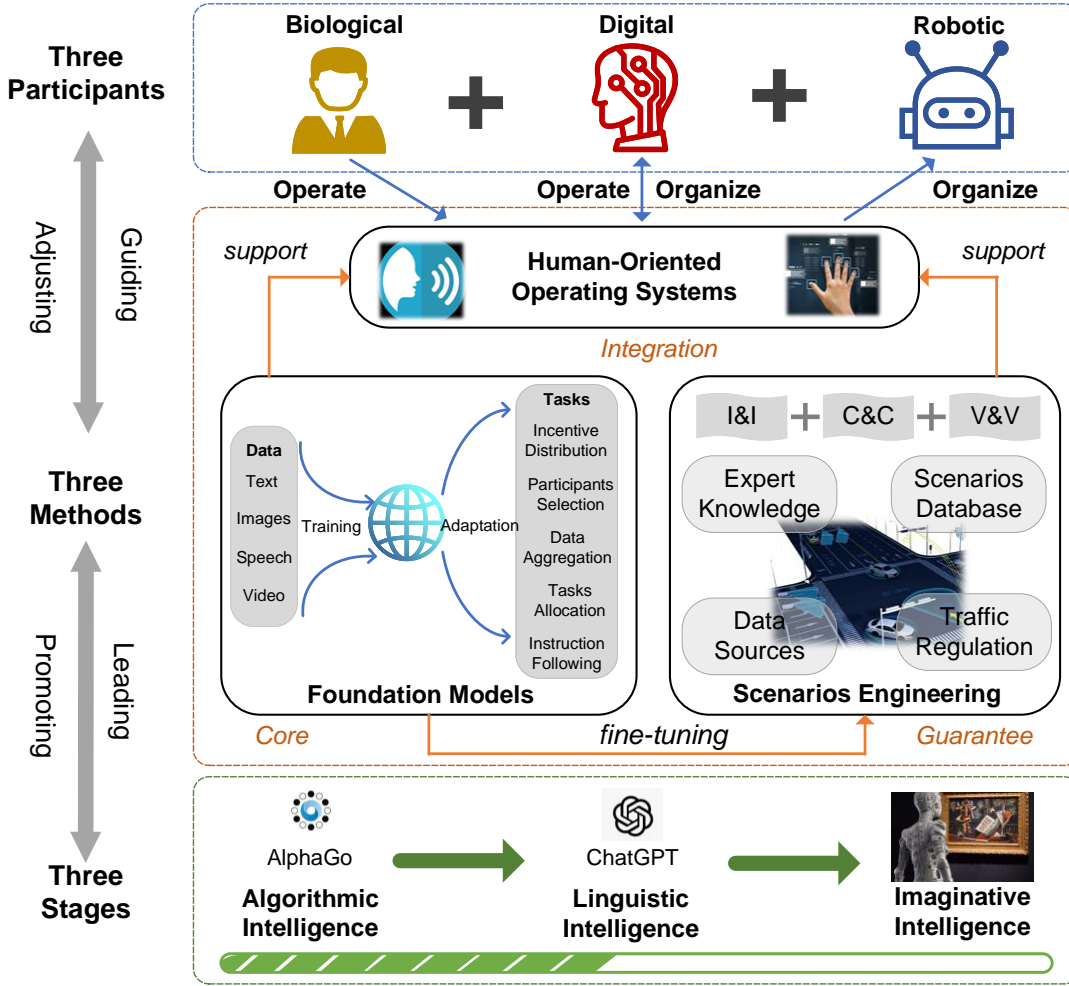 Three
Participants
Biological
Digital
Robotic
Operate
Operate
Organize
Organize
Adjusting
Guiding
support
support
Human-Oriented
Operating Systems
Integration
Three
Methods
Data
Text
Images
Speech
Video
Training
Adaptation
Tasks
Incentive
Distribution
Participants
Selection
Data
Aggregation
Tasks
Allocation
Instruction
Following
Foundation Models
I&I
C&C
V&V
Expert
Knowledge
Scenarios
Database
Data
Sources
Traffic
Regulation
Scenarios Engineering
Core
fine-tuning
Guarantee
Promoting
Leading
Three
Stages
AlphaGo
Algorithmic
Intelligence
ChatGPT
Linguistic
Intelligence
Imaginative
Intelligence